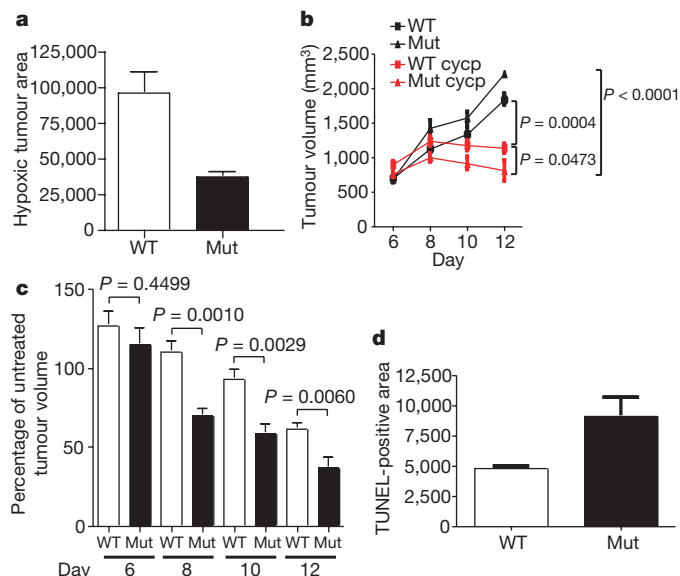 a
Hypoxic tumour area
125,000
100,000
75,000
50,000
25,000
0
WT
Mut
b
WT
Mut
WT cycp
Mut cycp
Tumour volume (mm³)
2,500
2,000
1,500
1,000
500
0
6 8 10 12
Day
P < 0.0001
P = 0.0004
P = 0.0473
c
Percentage of untreated
tumour volume
150
100
50
0
P = 0.4499
P = 0.0010
P = 0.0029
P = 0.0060
WT Mut WT Mut WT Mut WT Mut
Day 6 8 10 12
d
TUNEL-positive area
12,500
10,000
7,500
5,000
2,500
0
WT
Mut